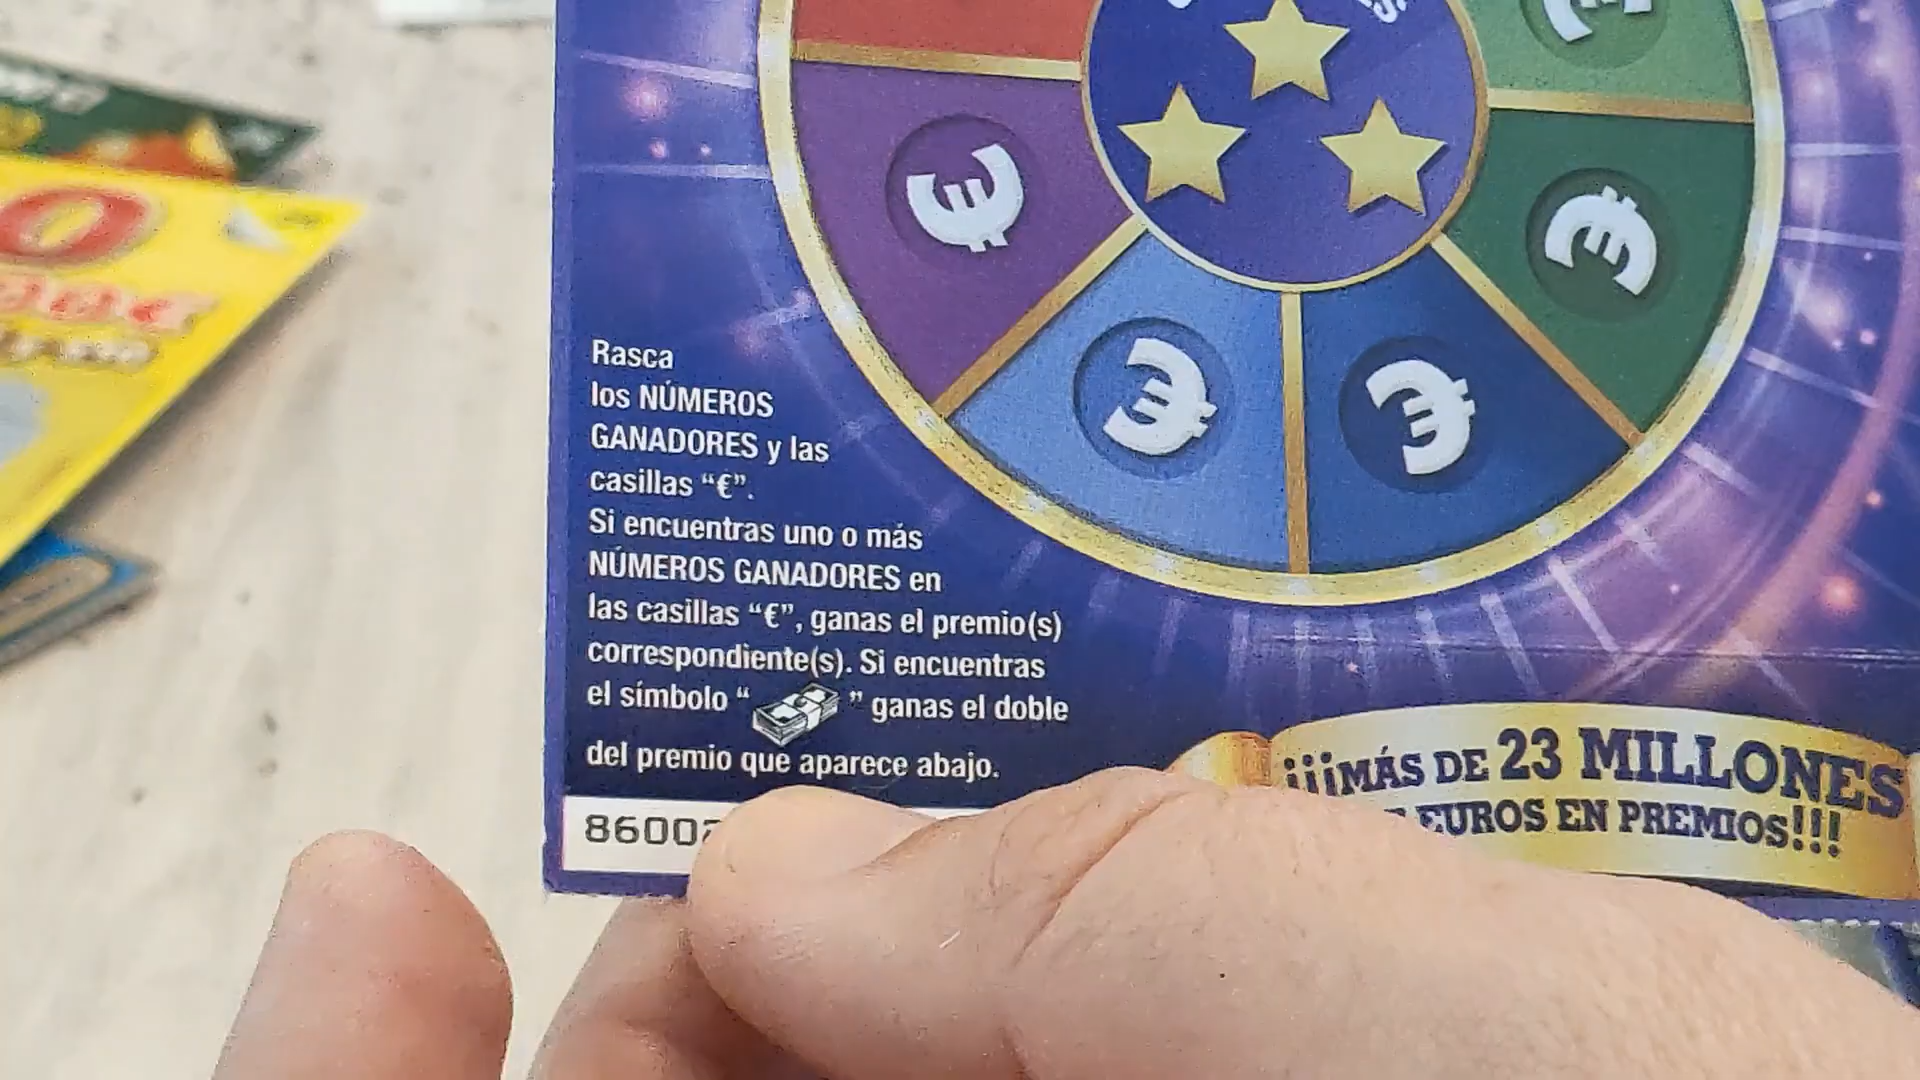 Rasca
los NÚMEROS
GANADORES y las
casillas “€”.
Si encuentras uno o más
NÚMEROS GANADORES en
las casillas “€”, ganas el premio(s)
correspondiente(s). Si encuentras
el símbolo “ ” ganas el doble
del premio que aparece abajo.
8600
¡¡¡MÁS DE 23 MILLONES
EUROS EN PREMIOS!!!
€
€
€
€
€